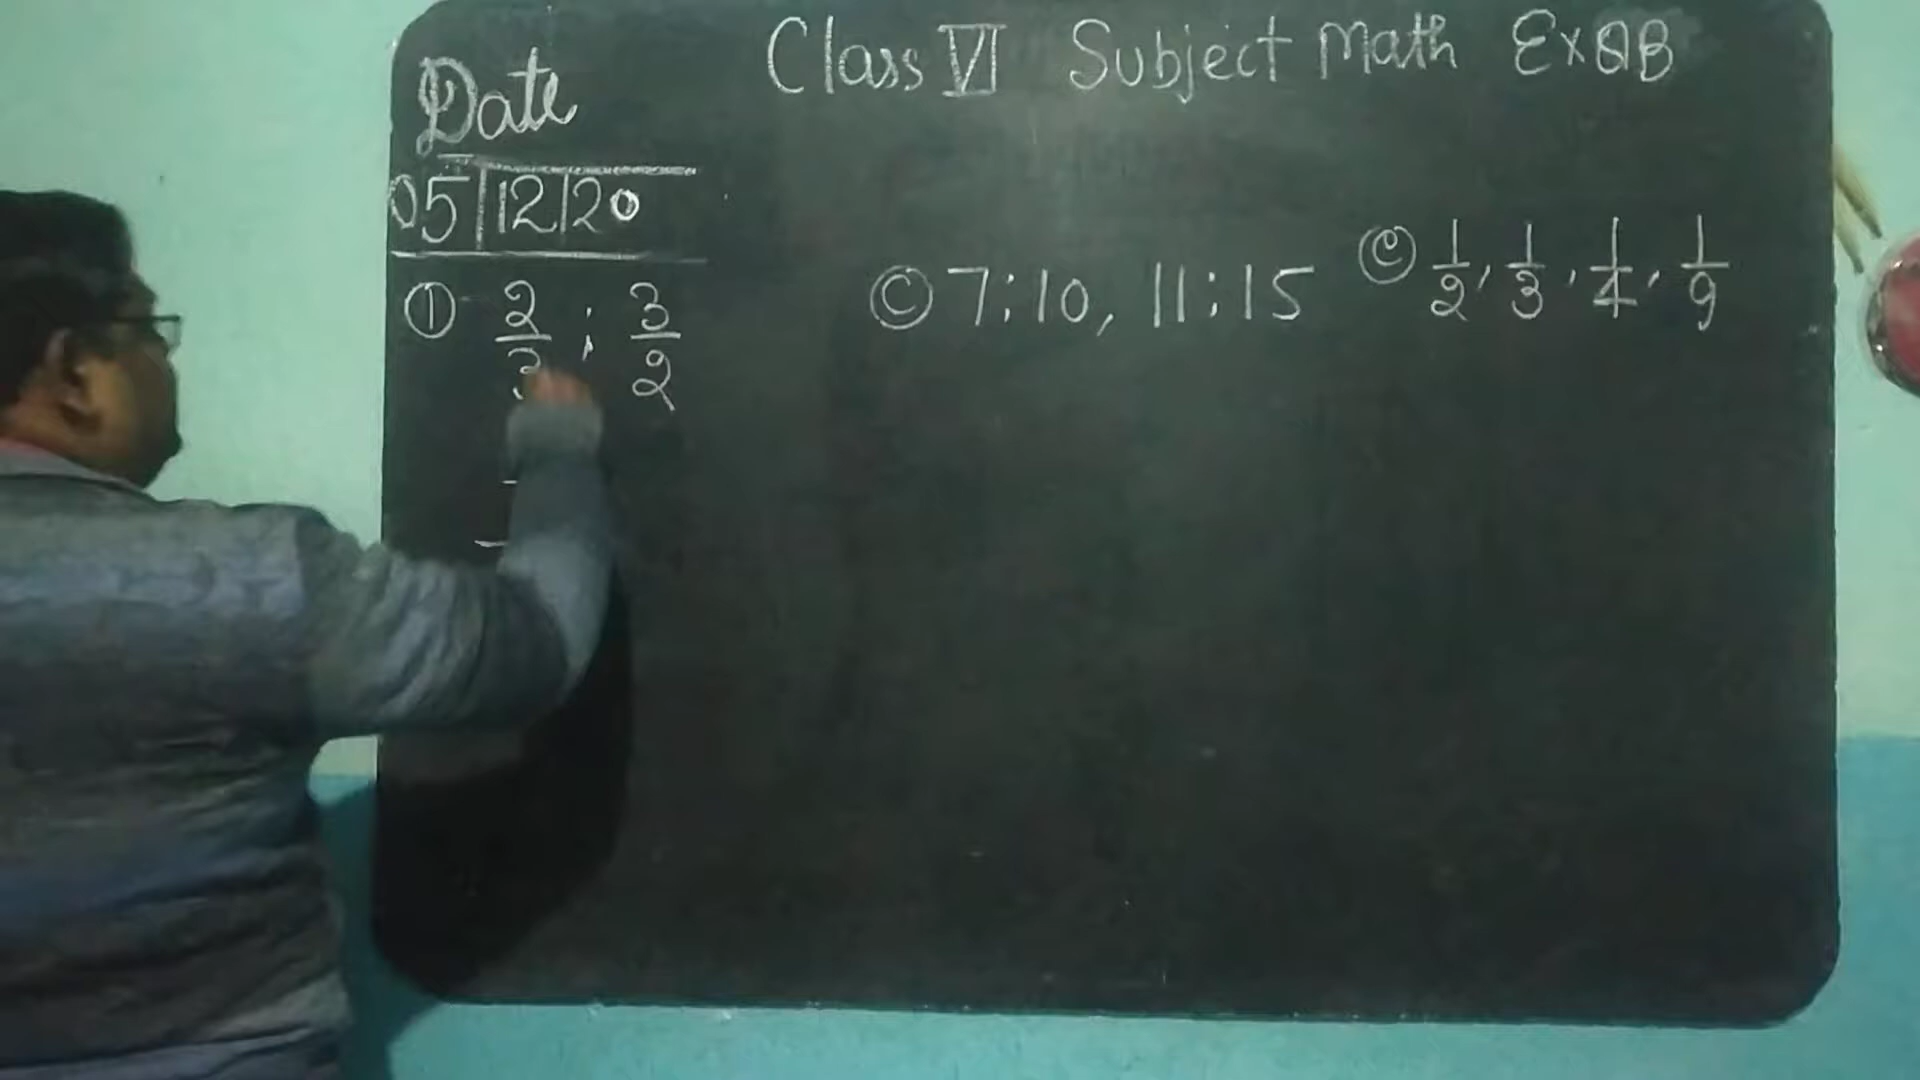 Class VI Subject Math Ex 8B
Date
05|12|20
① 2/3 : 3/2
ⓒ 7:10, 11:15
ⓔ 1/2, 1/3, 1/4, 1/9